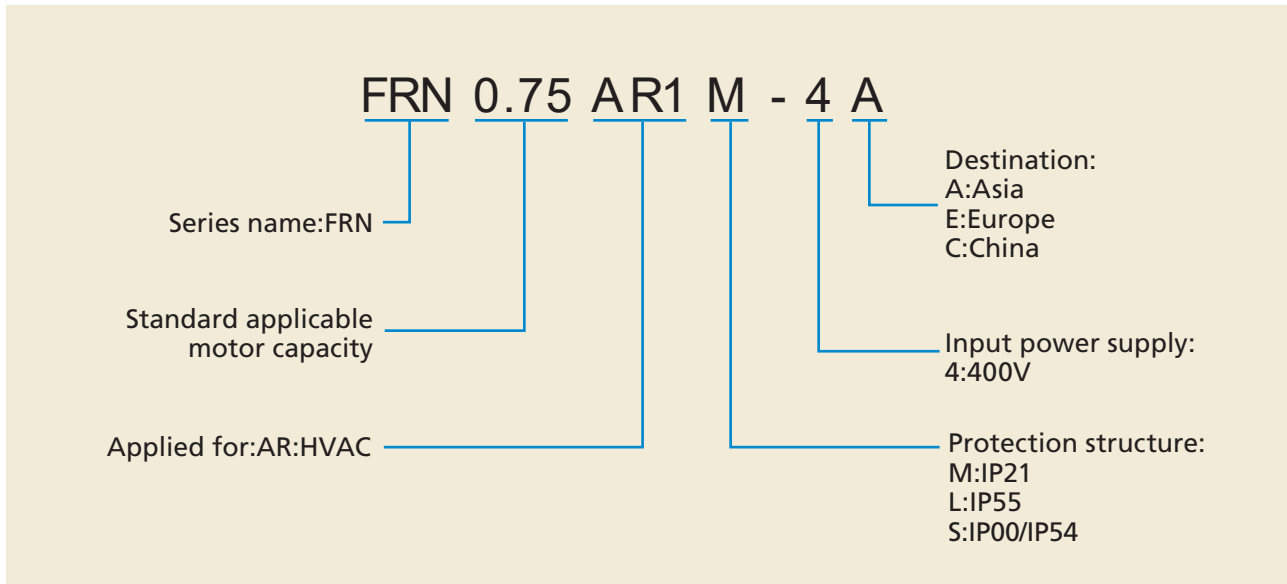 FRN 0.75 AR1 M - 4 A
Series name:FRN
Standard applicable
motor capacity
Applied for:AR:HVAC
Destination:
A:Asia
E:Europe
C:China
Input power supply:
4:400V
Protection structure:
M:IP21
L:IP55
S:IP00/IP54